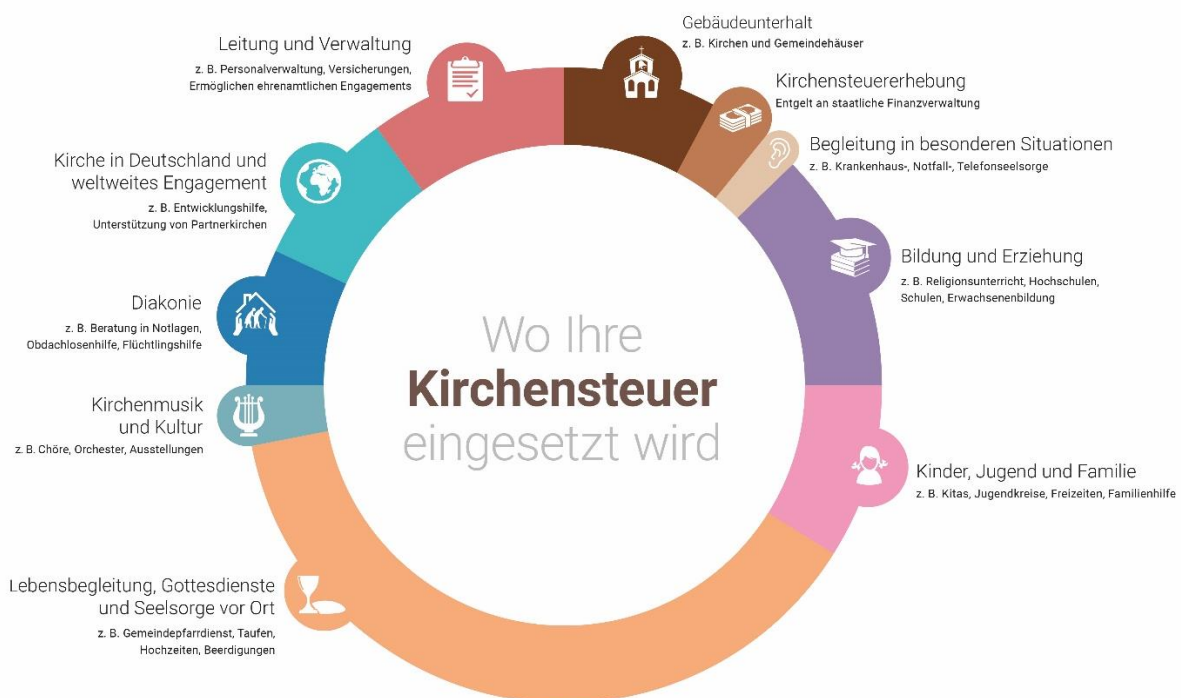 Wo Ihre
Kirchensteuer
eingesetzt wird
Gebäudeunterhalt
z. B. Kirchen und Gemeindehäuser
Kirchensteuererhebung
Entgelt an staatliche Finanzverwaltung
Begleitung in besonderen Situationen
z. B. Krankenhaus-, Notfall-, Telefonseelsorge
Bildung und Erziehung
z. B. Religionsunterricht, Hochschulen,
Schulen, Erwachsenenbildung
Kinder, Jugend und Familie
z. B. Kitas, Jugendkreise, Freizeiten, Familienhilfe
Lebensbegleitung, Gottesdienste
und Seelsorge vor Ort
z. B. Gemeindepfarrdienst, Taufen,
Hochzeiten, Beerdigungen
Kirchenmusik
und Kultur
z. B. Chöre, Orchester, Ausstellungen
Diakonie
z. B. Beratung in Notlagen,
Obdachlosenhilfe, Flüchtlingshilfe
Kirche in Deutschland und
weltweites Engagement
z. B. Entwicklungshilfe,
Unterstützung von Partnerkirchen
Leitung und Verwaltung
z. B. Personalverwaltung, Versicherungen,
Ermöglichen ehrenamtlichen Engagements